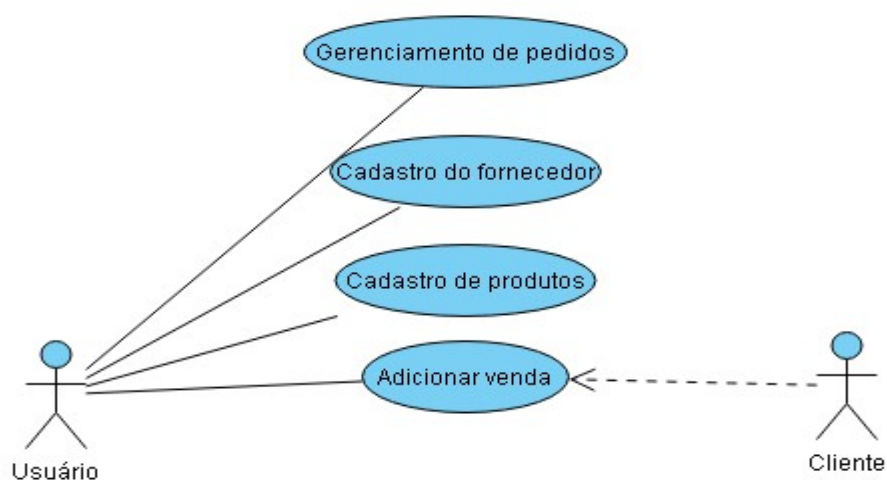 Gerenciamento de pedidos
Cadastro do fornecedor
Cadastro de produtos
Adicionar venda
Usuário
Cliente